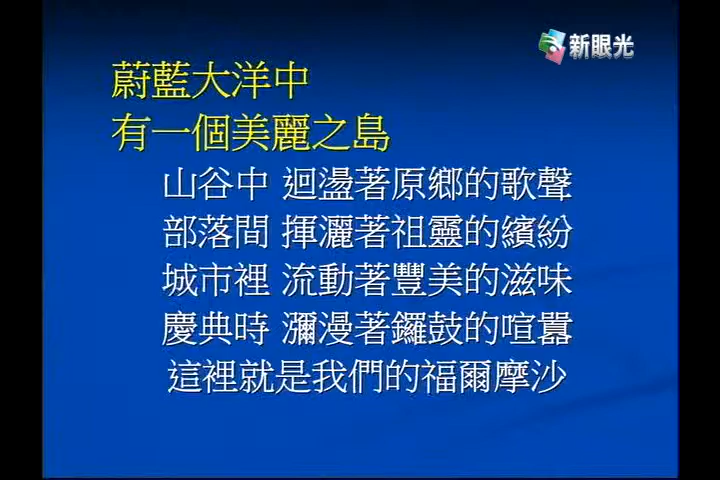 新眼光
蔚藍大洋中
有一個美麗之島
山谷中 迴盪著原鄉的歌聲
部落間 揮灑著祖靈的繽紛
城市裡 流動著豐美的滋味
慶典時 瀰漫著鑼鼓的喧囂
這裡就是我們的福爾摩沙